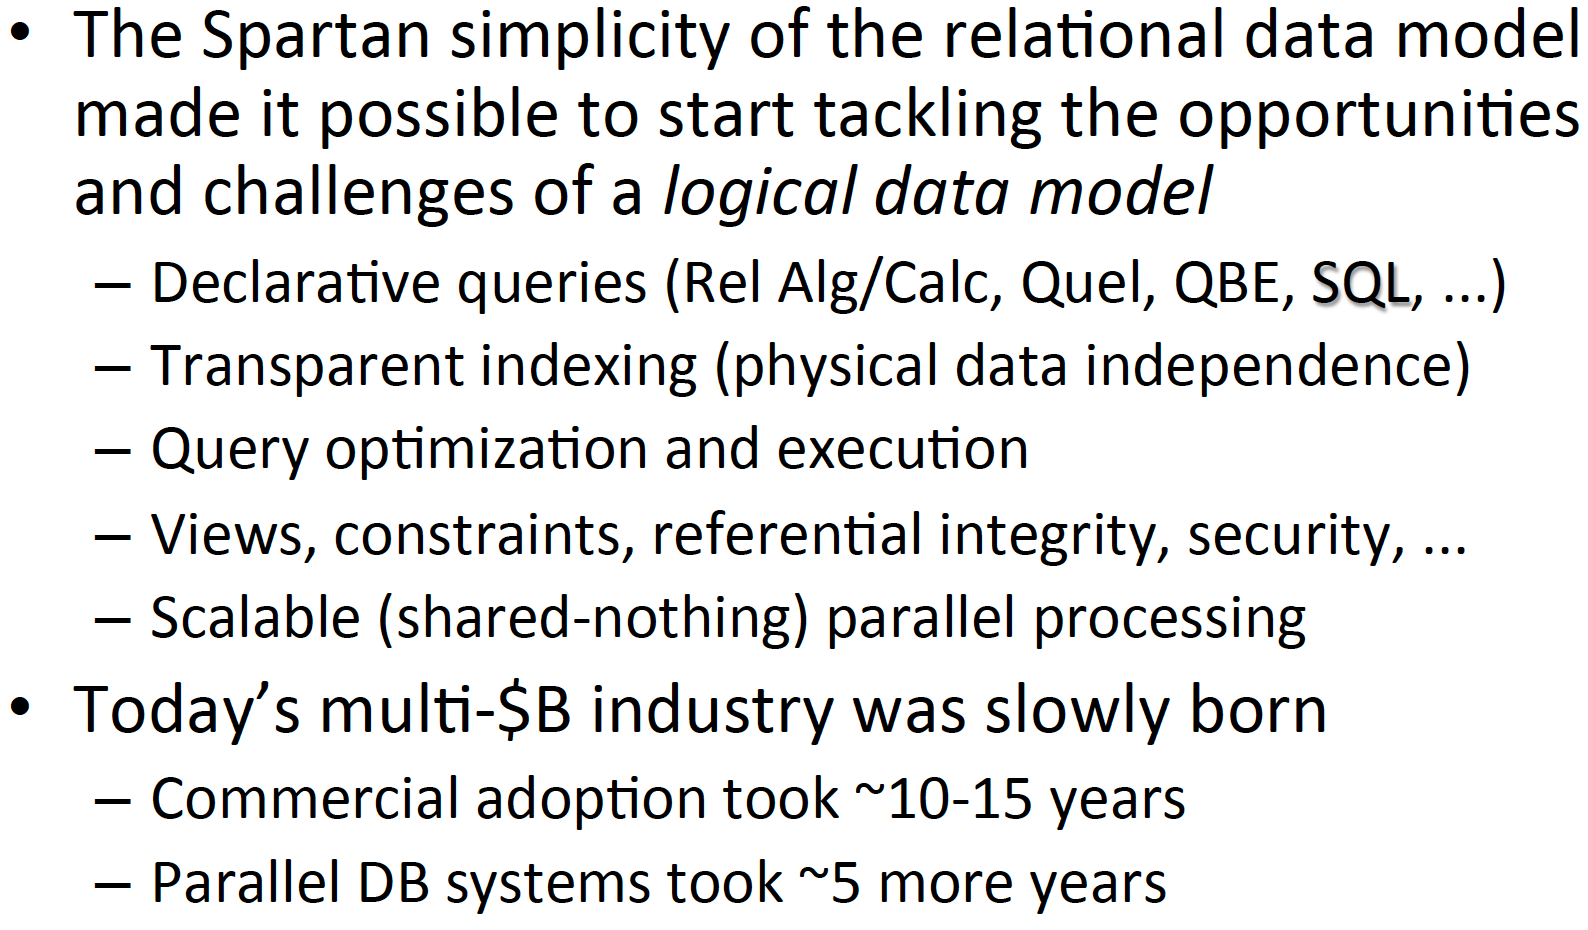 • The Spartan simplicity of the relational data model
made it possible to start tackling the opportunities
and challenges of a logical data model
– Declarative queries (Rel Alg/Calc, Quel, QBE, SQL, ...)
– Transparent indexing (physical data independence)
– Query optimization and execution
– Views, constraints, referential integrity, security, ...
– Scalable (shared-nothing) parallel processing
• Today’s multi-$B industry was slowly born
– Commercial adoption took ~10-15 years
– Parallel DB systems took ~5 more years